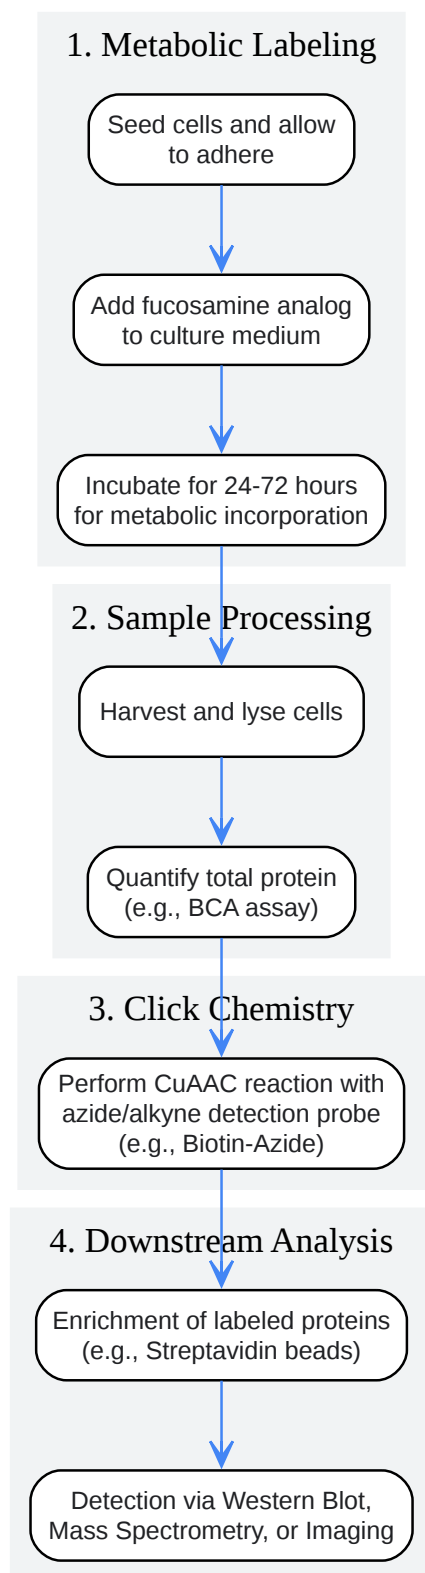 1. Metabolic Labeling
Seed cells and allow
to adhere
Add fucosamine analog
to culture medium
Incubate for 24-72 hours
for metabolic incorporation
2. Sample Processing
Harvest and lyse cells
Quantify total protein
(e.g., BCA assay)
3. Click Chemistry
Perform CuAAC reaction with
azide/alkyne detection probe
(e.g., Biotin-Azide)
4. Downstream Analysis
Enrichment of labeled proteins
(e.g., Streptavidin beads)
Detection via Western Blot,
Mass Spectrometry, or Imaging